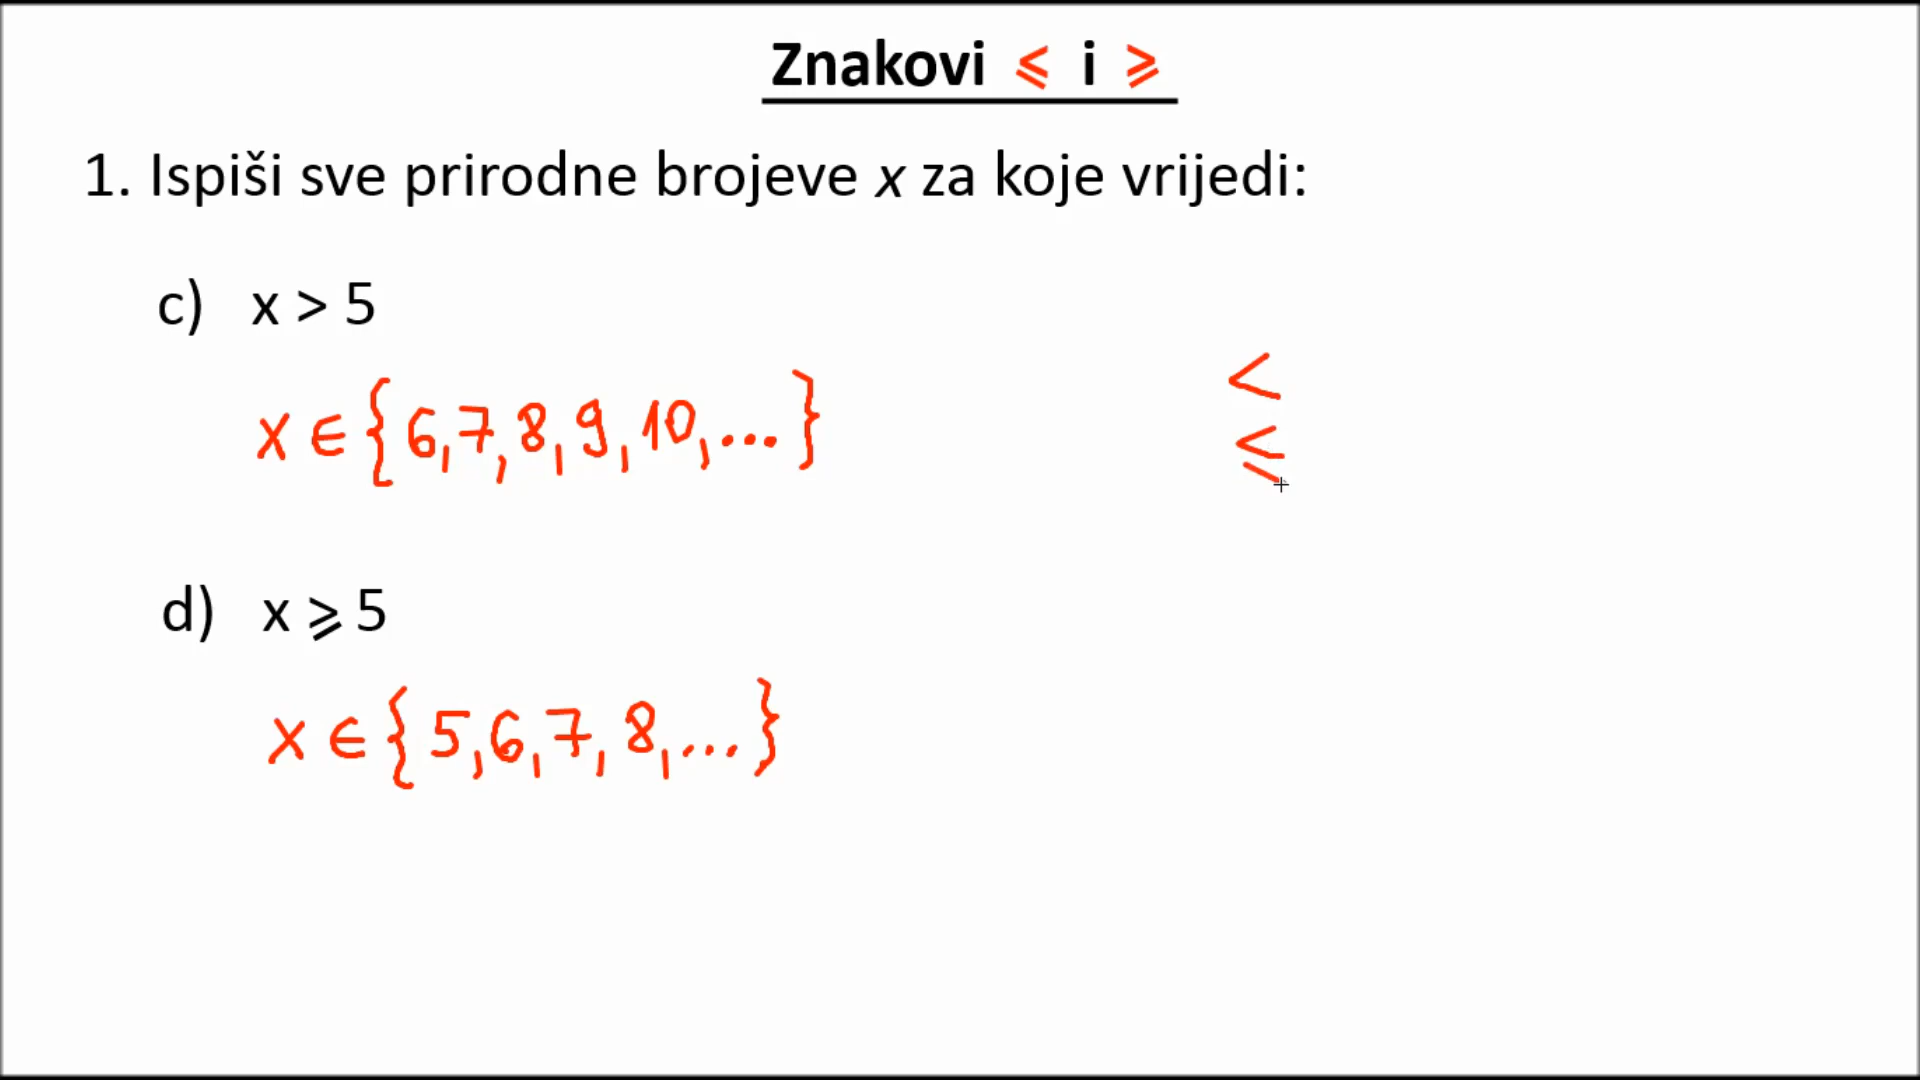 Znakovi ⩽ i ⩾
1. Ispiši sve prirodne brojeve x za koje vrijedi:
c) x > 5
x ∈ {6,7,8,9,10,...}
<
⩽
d) x ⩾ 5
x ∈ {5,6,7,8,...}